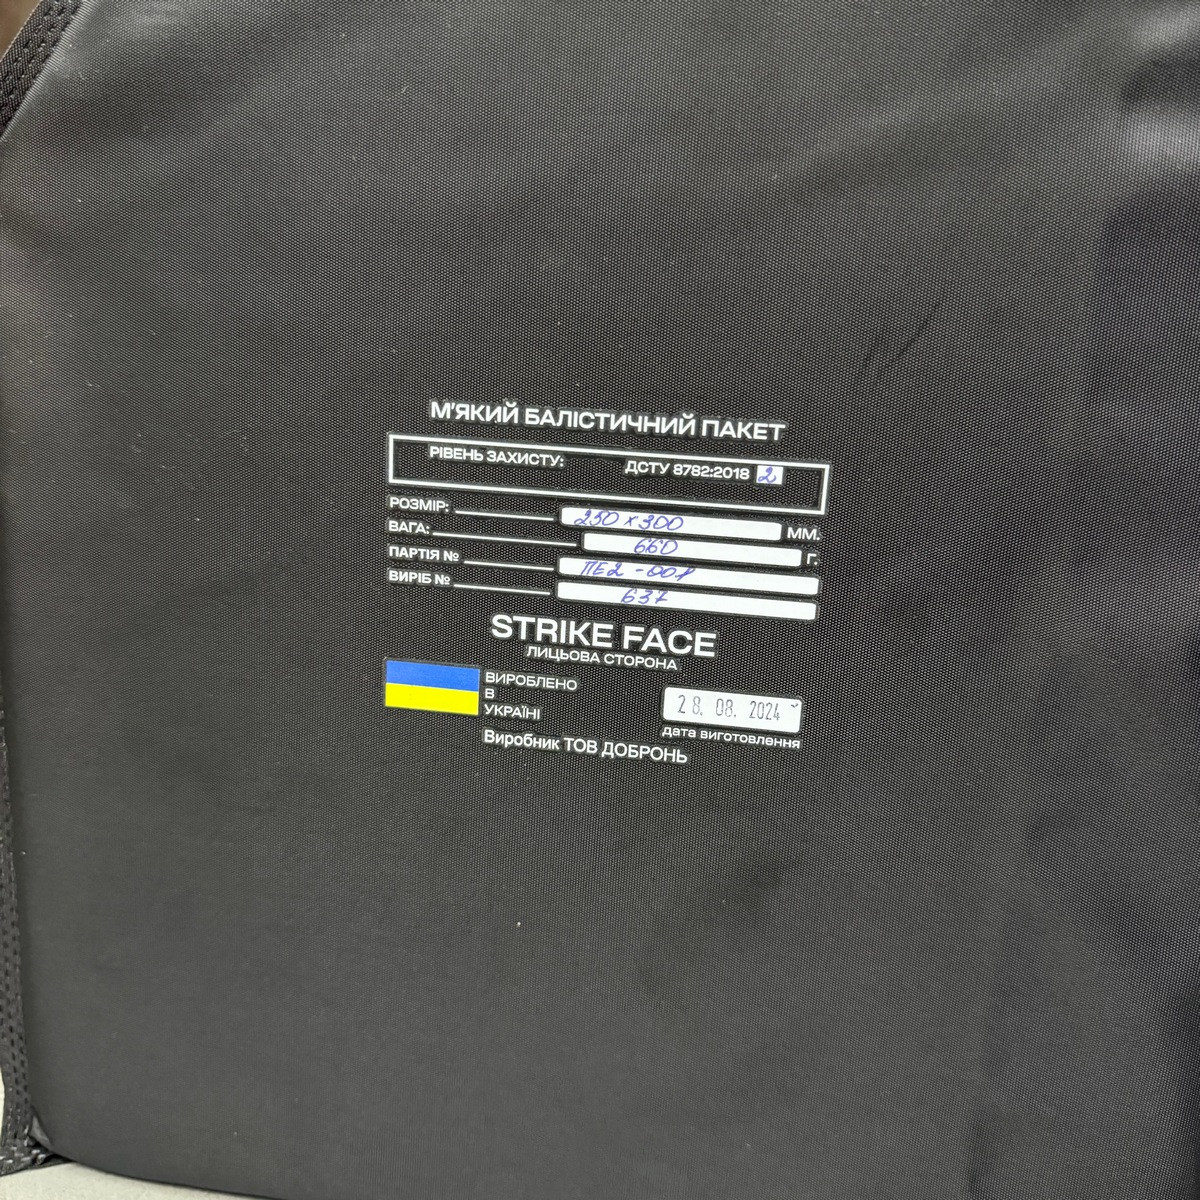 М'ЯКИЙ БАЛІСТИЧНИЙ ПАКЕТ
РІВЕНЬ ЗАХИСТУ: ДСТУ 8782:2018 2
РОЗМІР: 250 х 300 ММ.
ВАГА: 660 Г.
ПАРТІЯ № ПЕ2 - 001
ВИРІБ № 637
STRIKE FACE
ЛИЦЬОВА СТОРОНА
ВИРОБЛЕНО
В
УКРАЇНІ
28. 08. 2024
дата виготовлення
Виробник ТОВ ДОБРОНЬ